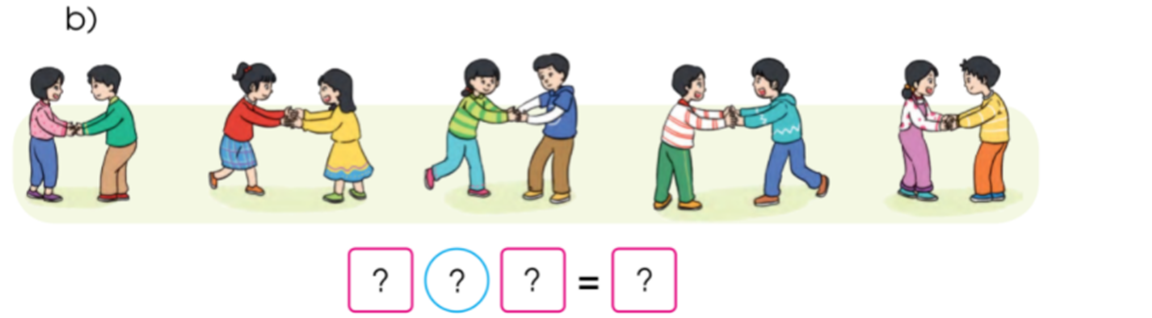 b)
? ? ? = ?